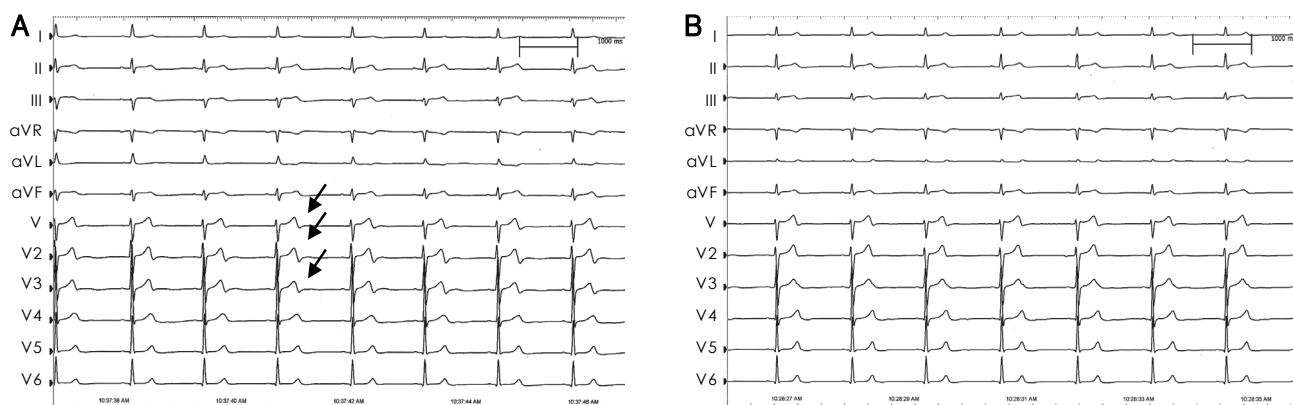 A
I
1000 ms
II
III
aVR
aVL
aVF
V
V2
V3
V4
V5
V6
10:37:38 AM 10:37:40 AM 10:37:42 AM 10:37:44 AM 10:37:46 AM
B
I
1000 m
II
III
aVR
aVL
aVF
V
V2
V3
V4
V5
V6
10:28:27 AM 10:28:29 AM 10:28:31 AM 10:28:33 AM 10:28:35 AM